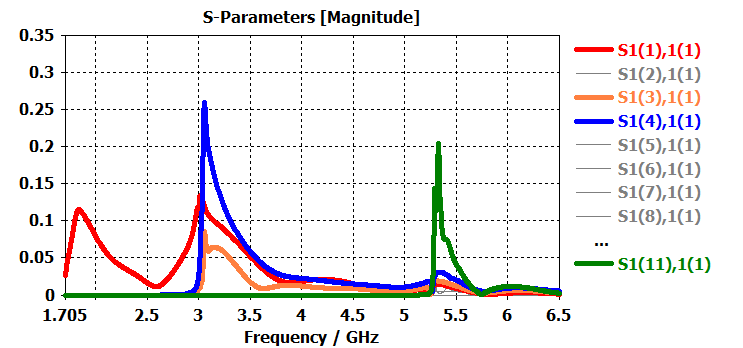 S-Parameters [Magnitude]
0.35
0.3
0.25
0.2
0.15
0.1
0.05
0
1.705 2.5 3 3.5 4 4.5 5 5.5 6 6.5
Frequency / GHz
S1(1),1(1)
S1(2),1(1)
S1(3),1(1)
S1(4),1(1)
S1(5),1(1)
S1(6),1(1)
S1(7),1(1)
S1(8),1(1)
...
S1(11),1(1)